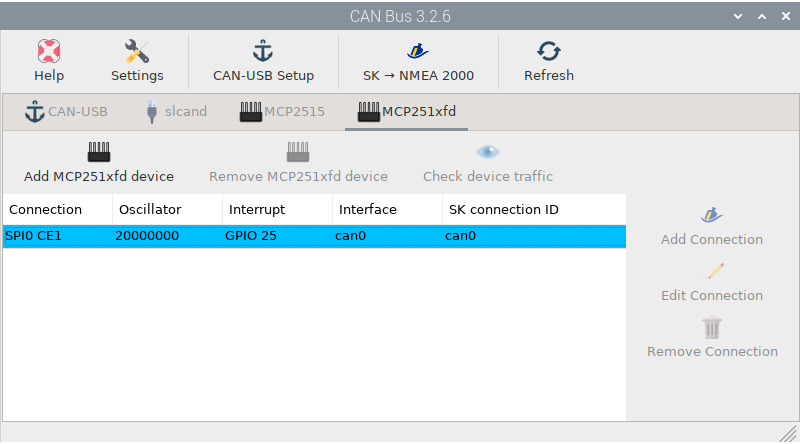 CAN Bus 3.2.6
Help Settings CAN-USB Setup SK → NMEA 2000 Refresh
CAN-USB slcand MCP2515 MCP251xfd
Add MCP251xfd device Remove MCP251xfd device Check device traffic
Connection Oscillator Interrupt Interface SK connection ID
SPI0 CE1 20000000 GPIO 25 can0 can0
Add Connection
Edit Connection
Remove Connection